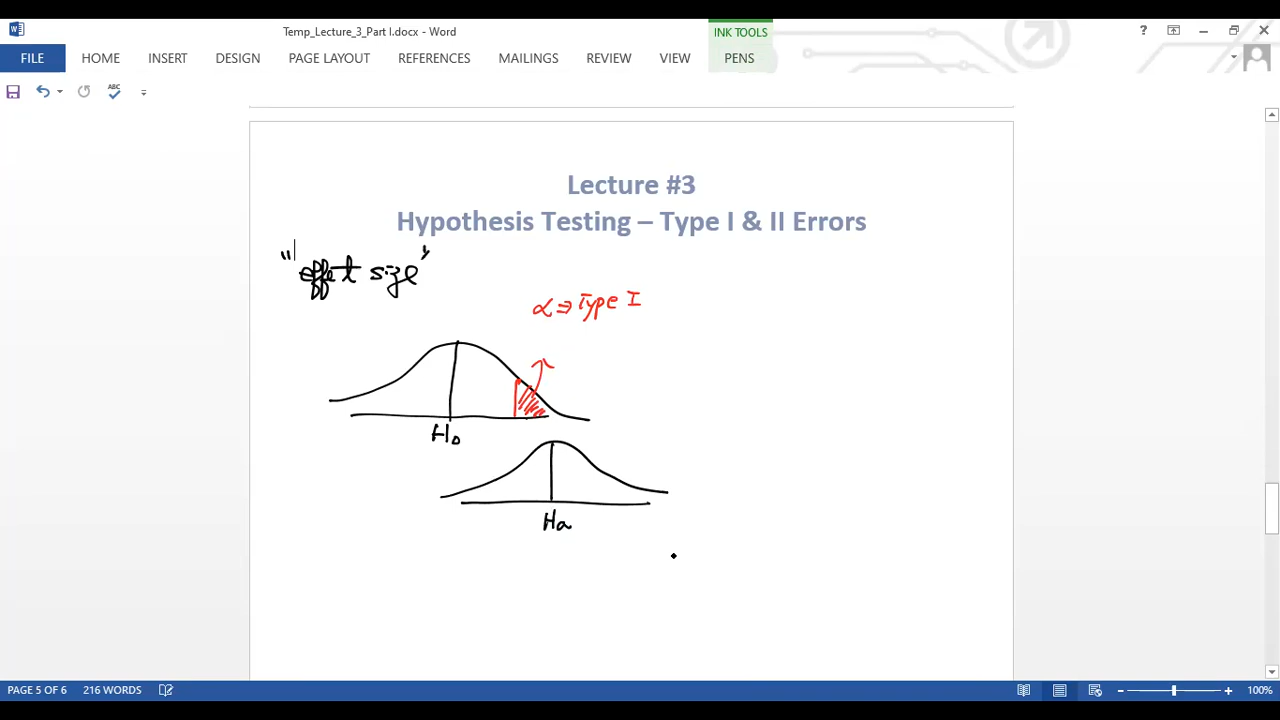 Temp_Lecture_3_Part I.docx - Word
INK TOOLS
?
FILE HOME INSERT DESIGN PAGE LAYOUT REFERENCES MAILINGS REVIEW VIEW PENS
ABC
Lecture #3
Hypothesis Testing – Type I & II Errors
"effect size"
α ⇒ Type I
H₀
Ha
PAGE 5 OF 6 216 WORDS 100%